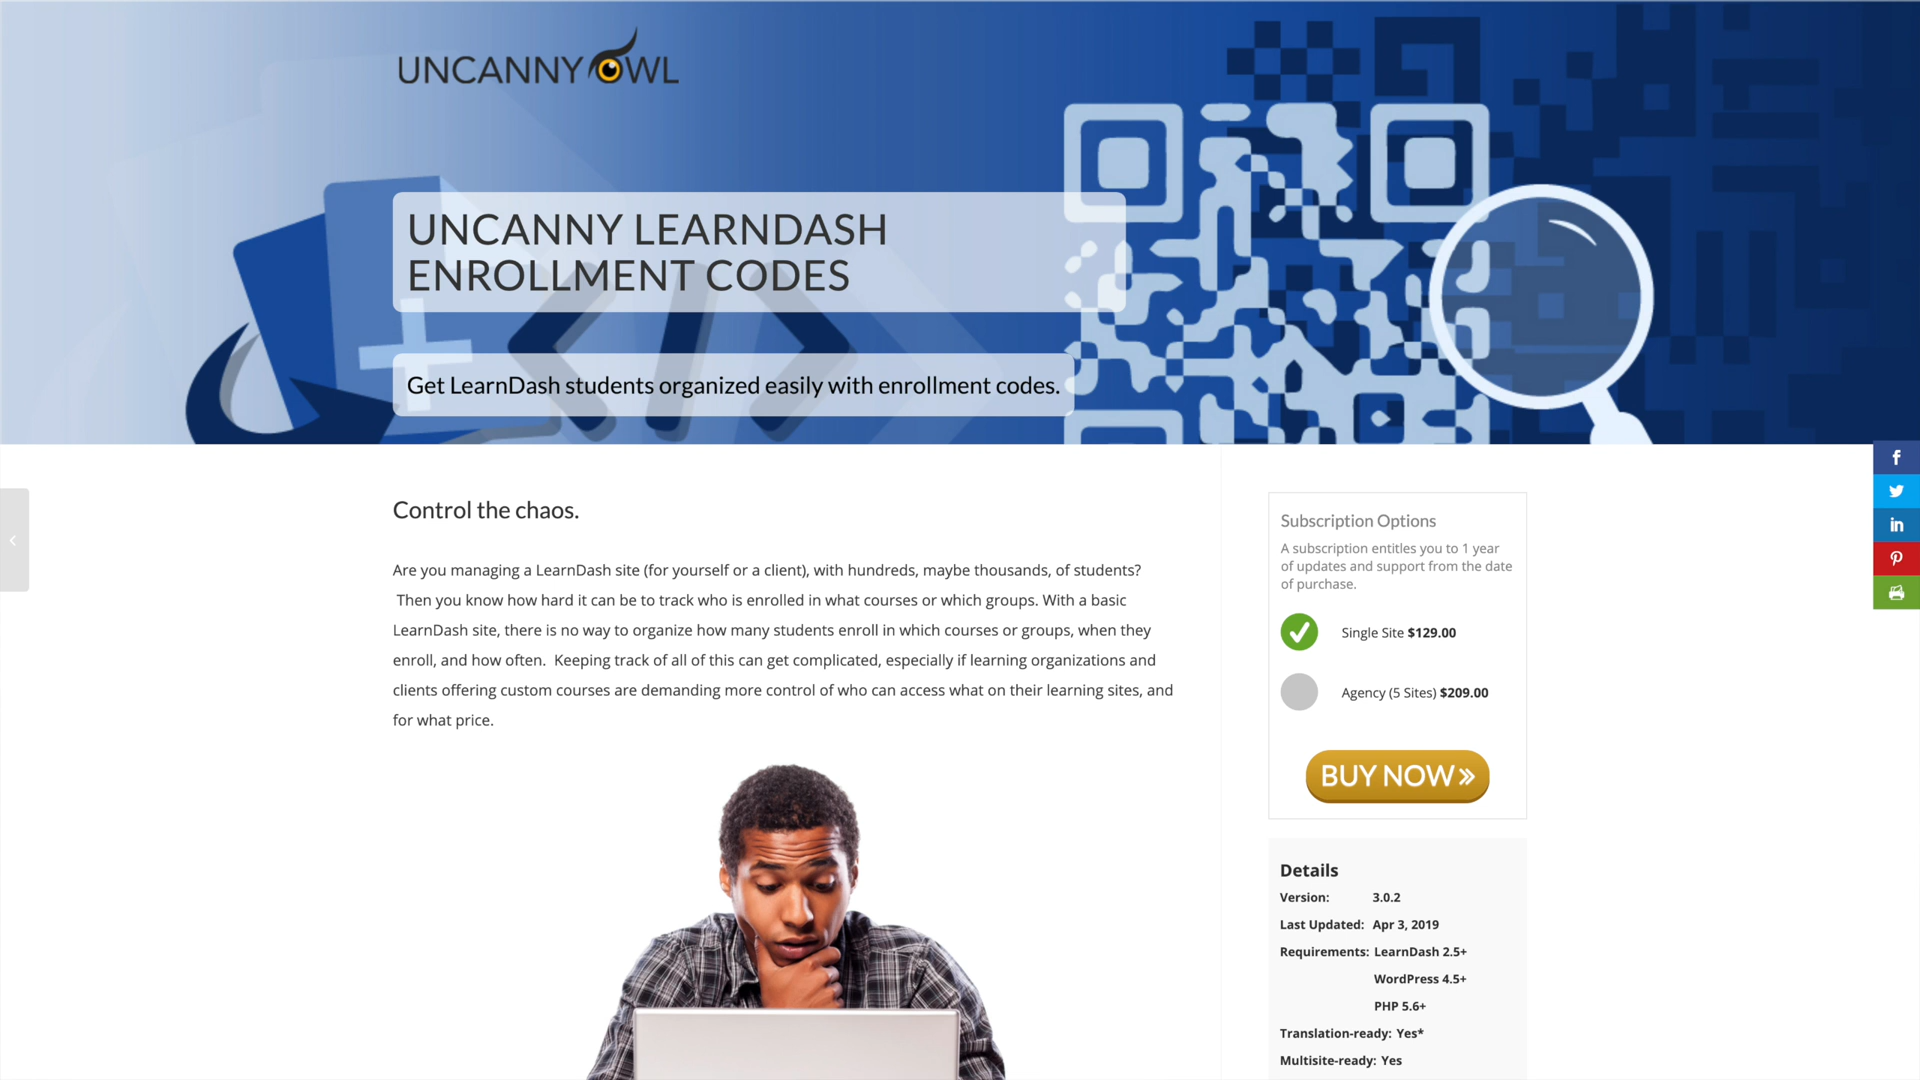 UNCANNY OWL
UNCANNY LEARNDASH
ENROLLMENT CODES
Get LearnDash students organized easily with enrollment codes.
Control the chaos.
Are you managing a LearnDash site (for yourself or a client), with hundreds, maybe thousands, of students?
Then you know how hard it can be to track who is enrolled in what courses or which groups. With a basic
LearnDash site, there is no way to organize how many students enroll in which courses or groups, when they
enroll, and how often.  Keeping track of all of this can get complicated, especially if learning organizations and
clients offering custom courses are demanding more control of who can access what on their learning sites, and
for what price.
Subscription Options
A subscription entitles you to 1 year
of updates and support from the date
of purchase.
Single Site $129.00
Agency (5 Sites) $209.00
BUY NOW »
Details
Version: 3.0.2
Last Updated: Apr 3, 2019
Requirements: LearnDash 2.5+
WordPress 4.5+
PHP 5.6+
Translation-ready: Yes*
Multisite-ready: Yes